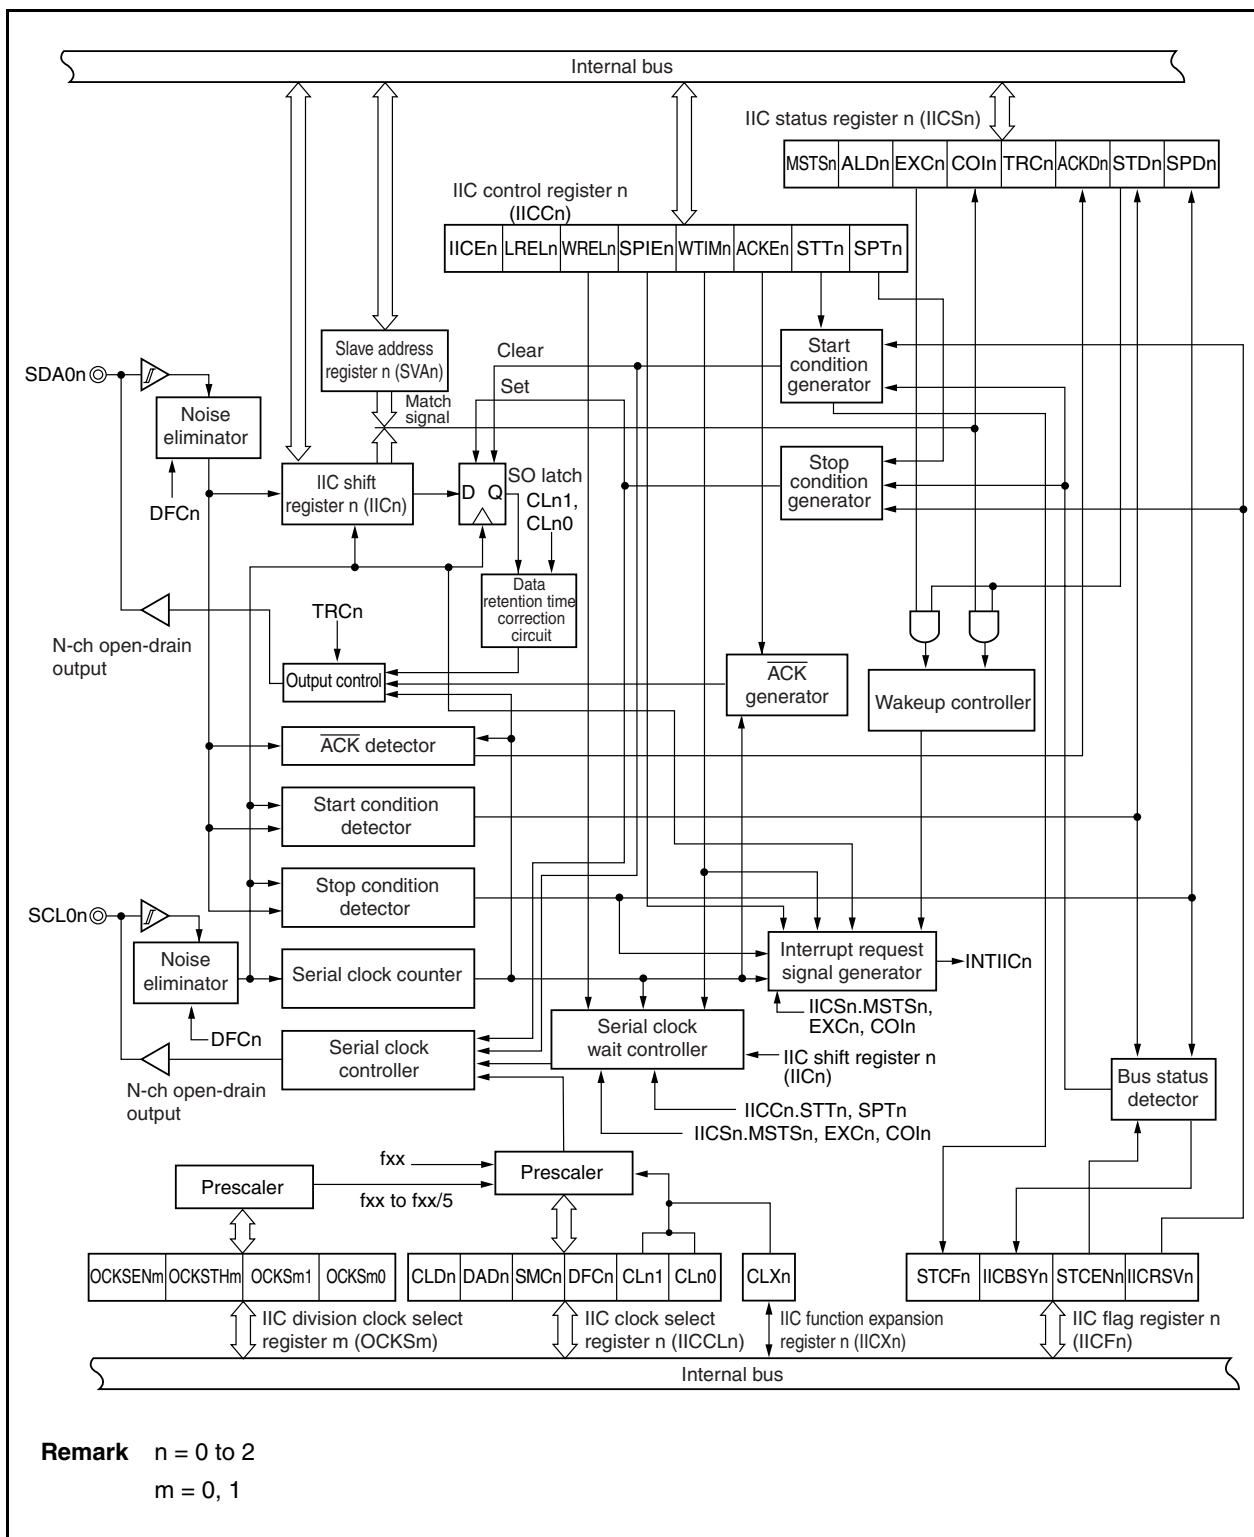 Internal bus
IIC status register n (IICSn)
MSTSn ALDn EXCn COIn TRCn ACKDn STDn SPDn
IIC control register n
(IICCn)
IICEn LRELn WRELn SPIEn WTIMn ACKEn STTn SPTn
Slave address
register n (SVAn)
Clear
Start
condition
generator
SDA0n
Set
Noise
eliminator
Match
signal
Stop
condition
generator
IIC shift
register n (IICn)
D Q
SO latch
CLn1,
CLn0
DFCn
Data
retention time
correction
circuit
TRCn
N-ch open-drain
output
Output control
ACK
generator
Wakeup controller
ACK detector
Start condition
detector
Stop condition
detector
SCL0n
Noise
eliminator
Serial clock counter
Interrupt request
signal generator
INTIICn
IICSn.MSTSn,
EXCn, COIn
DFCn
Serial clock
controller
Serial clock
wait controller
IIC shift register n
(IICn)
N-ch open-drain
output
Bus status
detector
IICCn.STTn, SPTn
IICSn.MSTSn, EXCn, COIn
fxx
Prescaler
Prescaler
fxx to fxx/5
OCKSENm OCKSTHm OCKSm1 OCKSm0
CLDn DADn SMCn DFCn CLn1 CLn0
CLXn
STCFn IICBSYn STCENn IICRSVn
IIC division clock select
register m (OCKSm)
IIC clock select
register n (IICCLn)
IIC function expansion
register n (IICXn)
IIC flag register n
(IICFn)
Internal bus
Remark n = 0 to 2
m = 0, 1